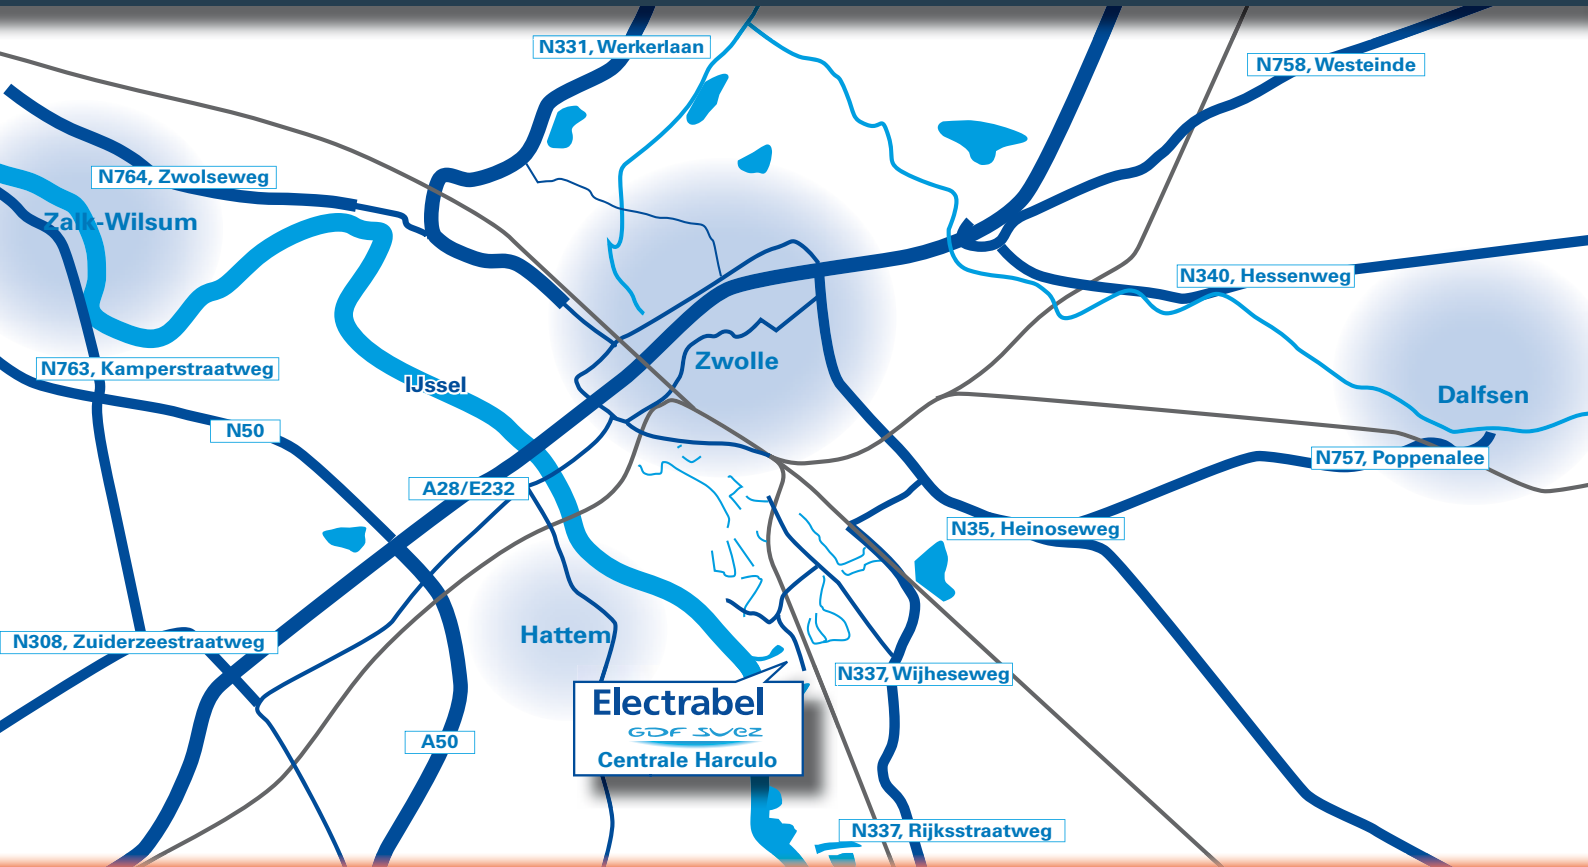 N331, Werkerlaan
N758, Westeinde
N764, Zwolseweg
Zalk-Wilsum
N340, Hessenweg
Zwolle
N763, Kamperstraatweg
IJssel
Dalfsen
N50
N757, Poppenalee
A28/E232
N35, Heinoseweg
Hattem
N308, Zuiderzeestraatweg
N337, Wijheseweg
Electrabel
GDF SUEZ
A50
Centrale Harculo
N337, Rijksstraatweg